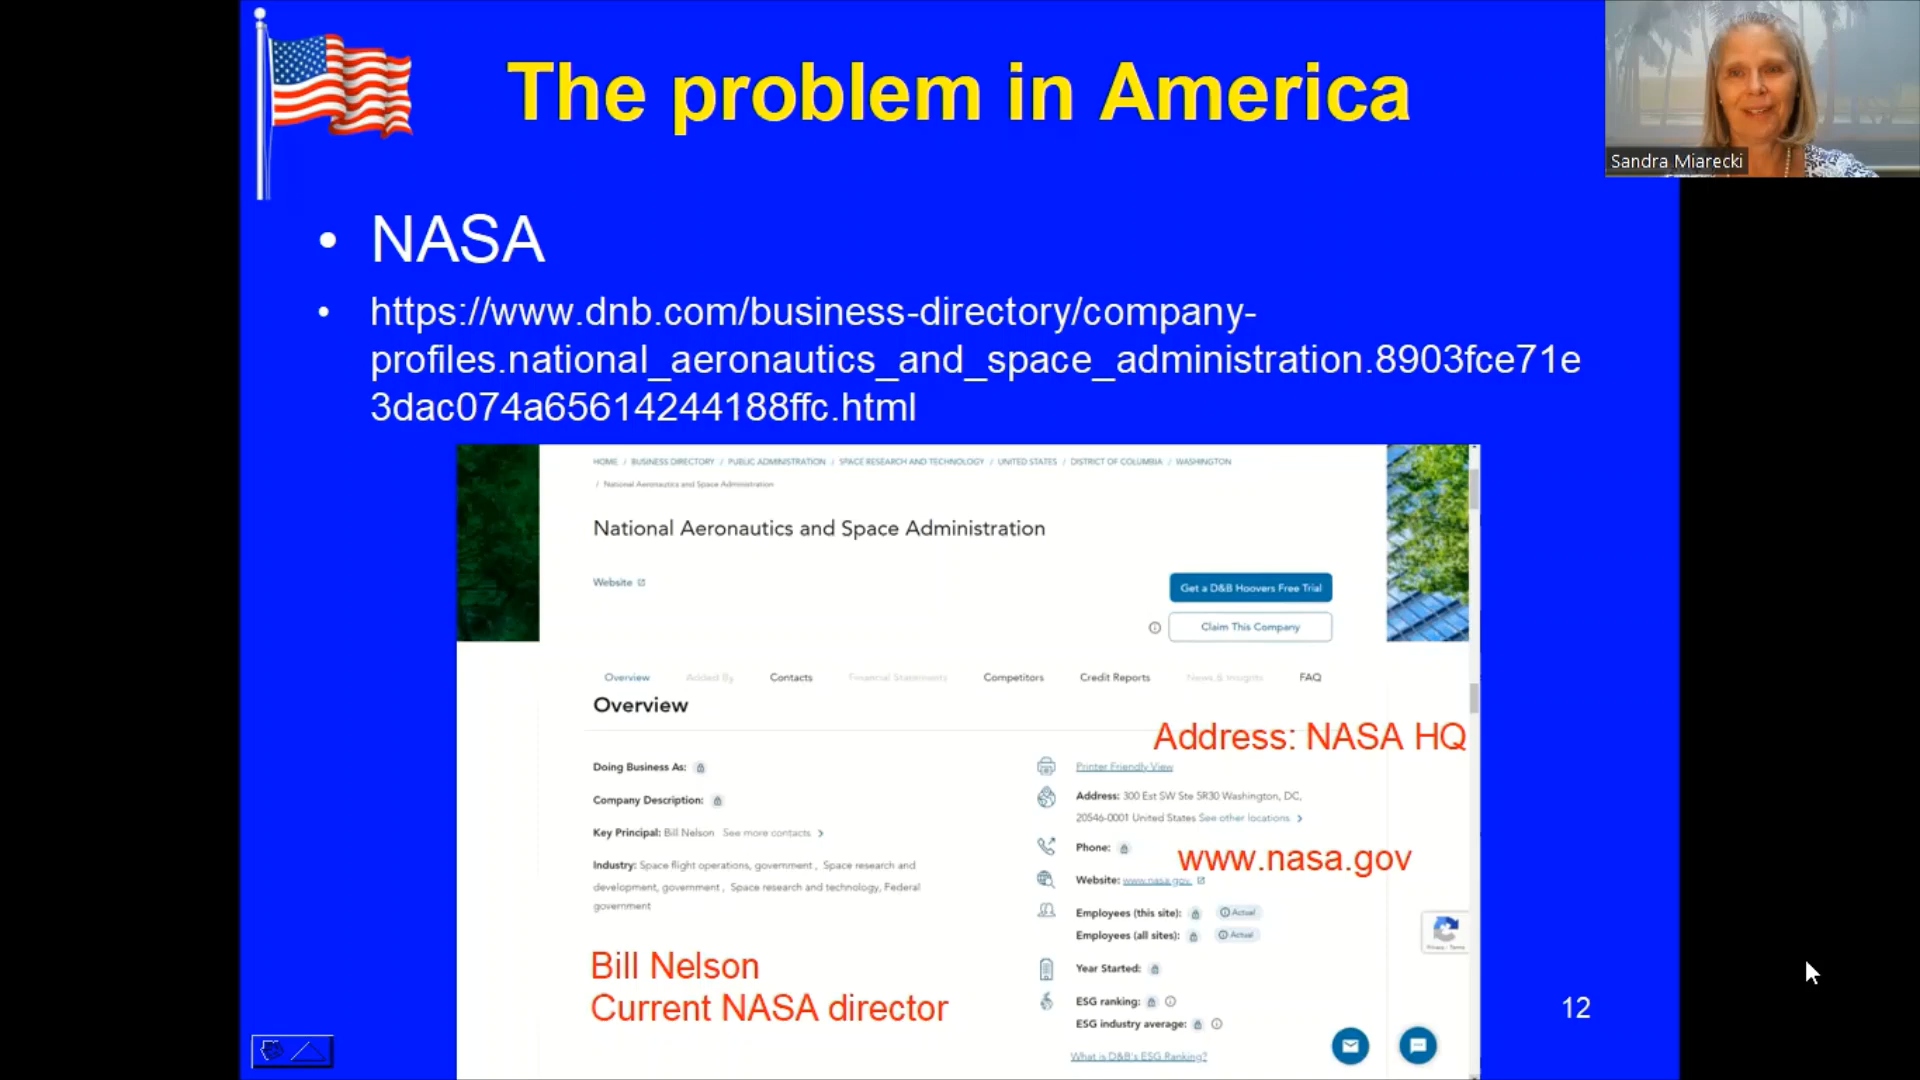 The problem in America
Sandra Miarecki
• NASA
• https://www.dnb.com/business-directory/company-
profiles.national_aeronautics_and_space_administration.8903fce71e
3dac074a65614244188ffc.html
HOME / BUSINESS DIRECTORY / PUBLIC ADMINISTRATION / SPACE RESEARCH AND TECHNOLOGY / UNITED STATES / DISTRICT OF COLUMBIA / WASHINGTON
/ National Aeronautics and Space Administration
National Aeronautics and Space Administration
Website
Get a D&B Hoovers Free Trial
Claim This Company
Overview Added By Contacts Financial Statements Competitors Credit Reports News & Insights FAQ
Overview
Address: NASA HQ
Doing Business As:
Company Description:
Key Principal: Bill Nelson See more contacts
Industry: Space flight operations, government , Space research and
development, government , Space research and technology, Federal
government
Printer Friendly View
Address: 300 Est SW Ste 5R30 Washington, DC,
20546-0001 United States See other locations
Phone:
www.nasa.gov
Website: www.nasa.gov
Employees (this site): Actual
Employees (all sites): Actual
Year Started:
ESG ranking:
ESG industry average:
What is D&B's ESG Ranking?
Privacy - Terms
Bill Nelson
Current NASA director
12